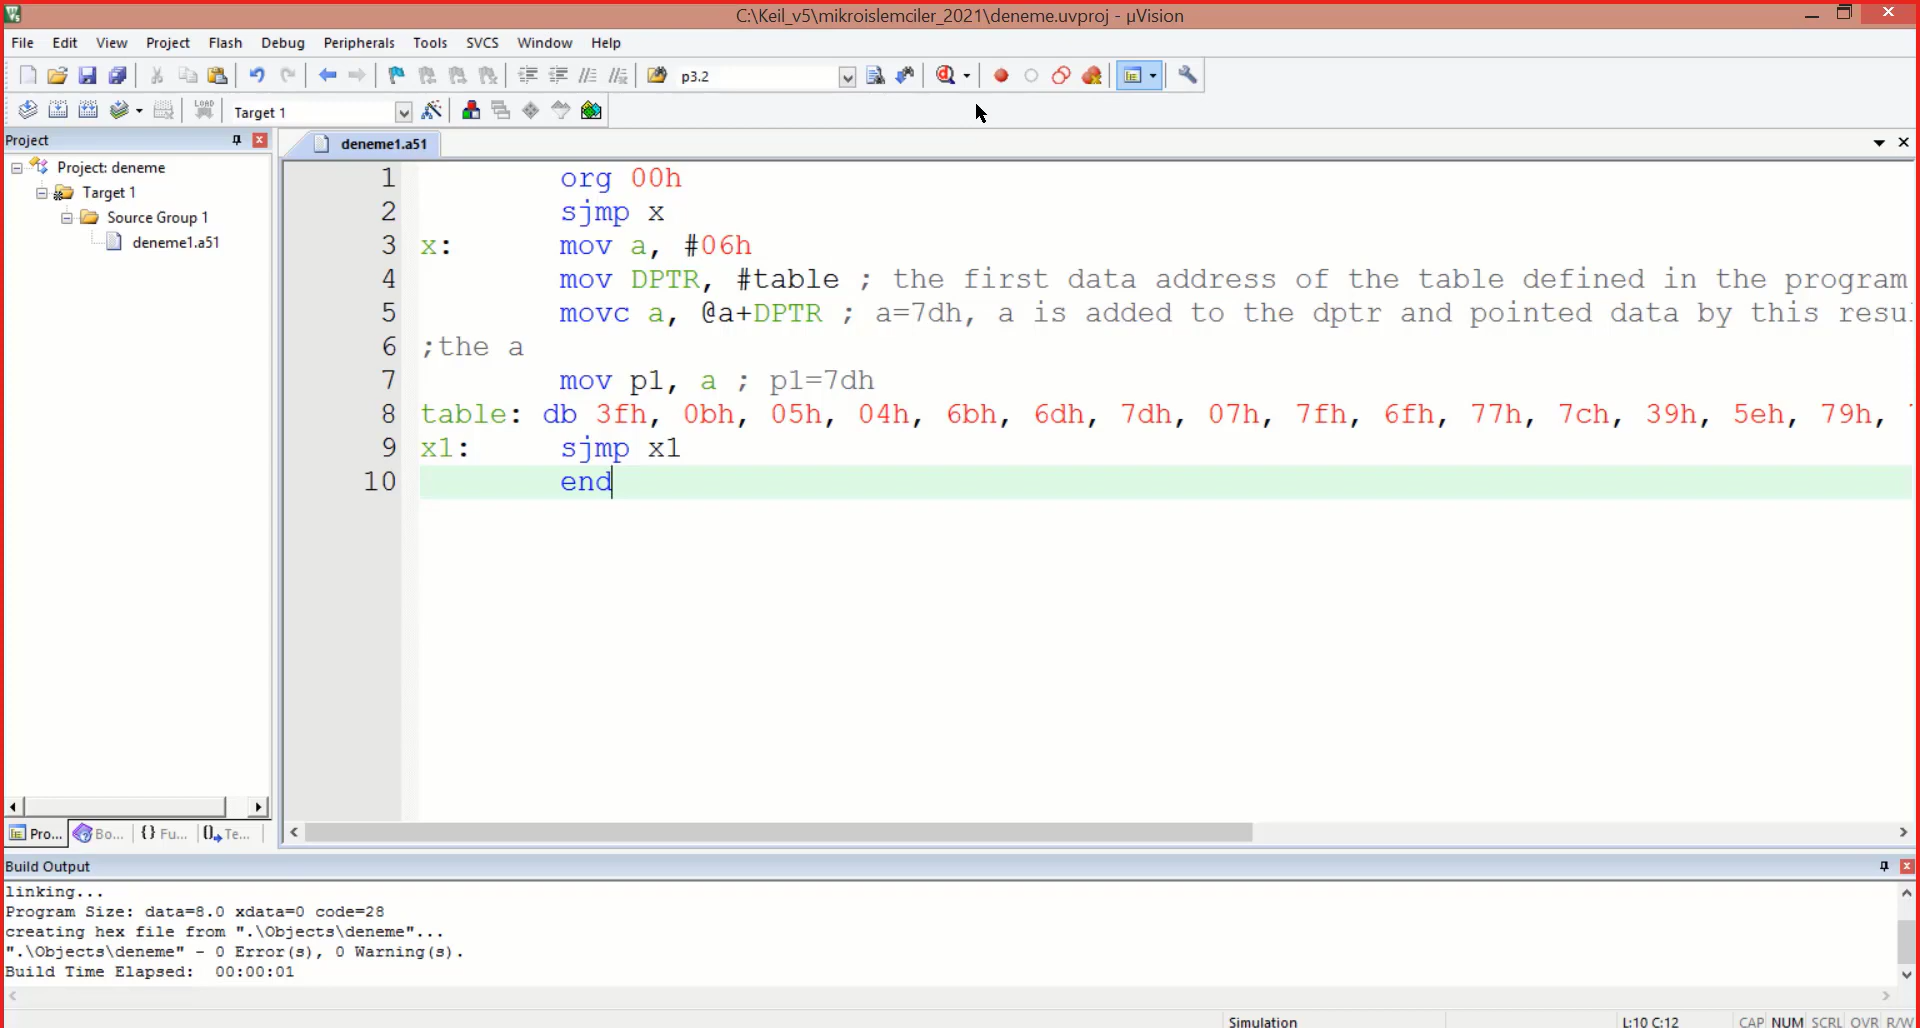 C:\Keil_v5\mikroislemciler_2021\deneme.uvproj - µVision
File Edit View Project Flash Debug Peripherals Tools SVCS Window Help
p3.2
LOAD Target 1
Project
deneme1.a51
Project: deneme
Target 1
Source Group 1
deneme1.a51
1 org 00h
2 sjmp x
3 x: mov a, #06h
4 mov DPTR, #table ; the first data address of the table defined in the program
5 movc a, @a+DPTR ; a=7dh, a is added to the dptr and pointed data by this
6 ;the a
7 mov p1, a ; p1=7dh
8 table: db 3fh, 0bh, 05h, 04h, 6bh, 6dh, 7dh, 07h, 7fh, 6fh, 77h, 7ch, 39h, 5eh, 79h,
9 x1: sjmp x1
10 end
Pro... Bo... {} Fu... Te...
Build Output
linking...
Program Size: data=8.0 xdata=0 code=28
creating hex file from ".\Objects\deneme"...
".\Objects\deneme" - 0 Error(s), 0 Warning(s).
Build Time Elapsed: 00:00:01
Simulation L:10 C:12 CAP NUM SCRL OVR R/W